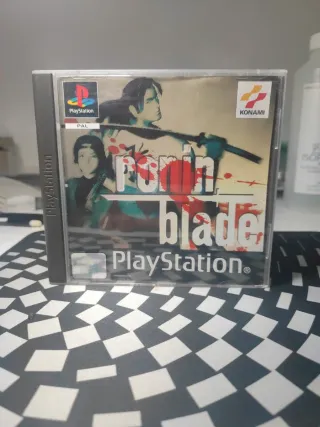 PlayStation
PAL
KONAMI
ronin
blade
PlayStation®
PlayStation